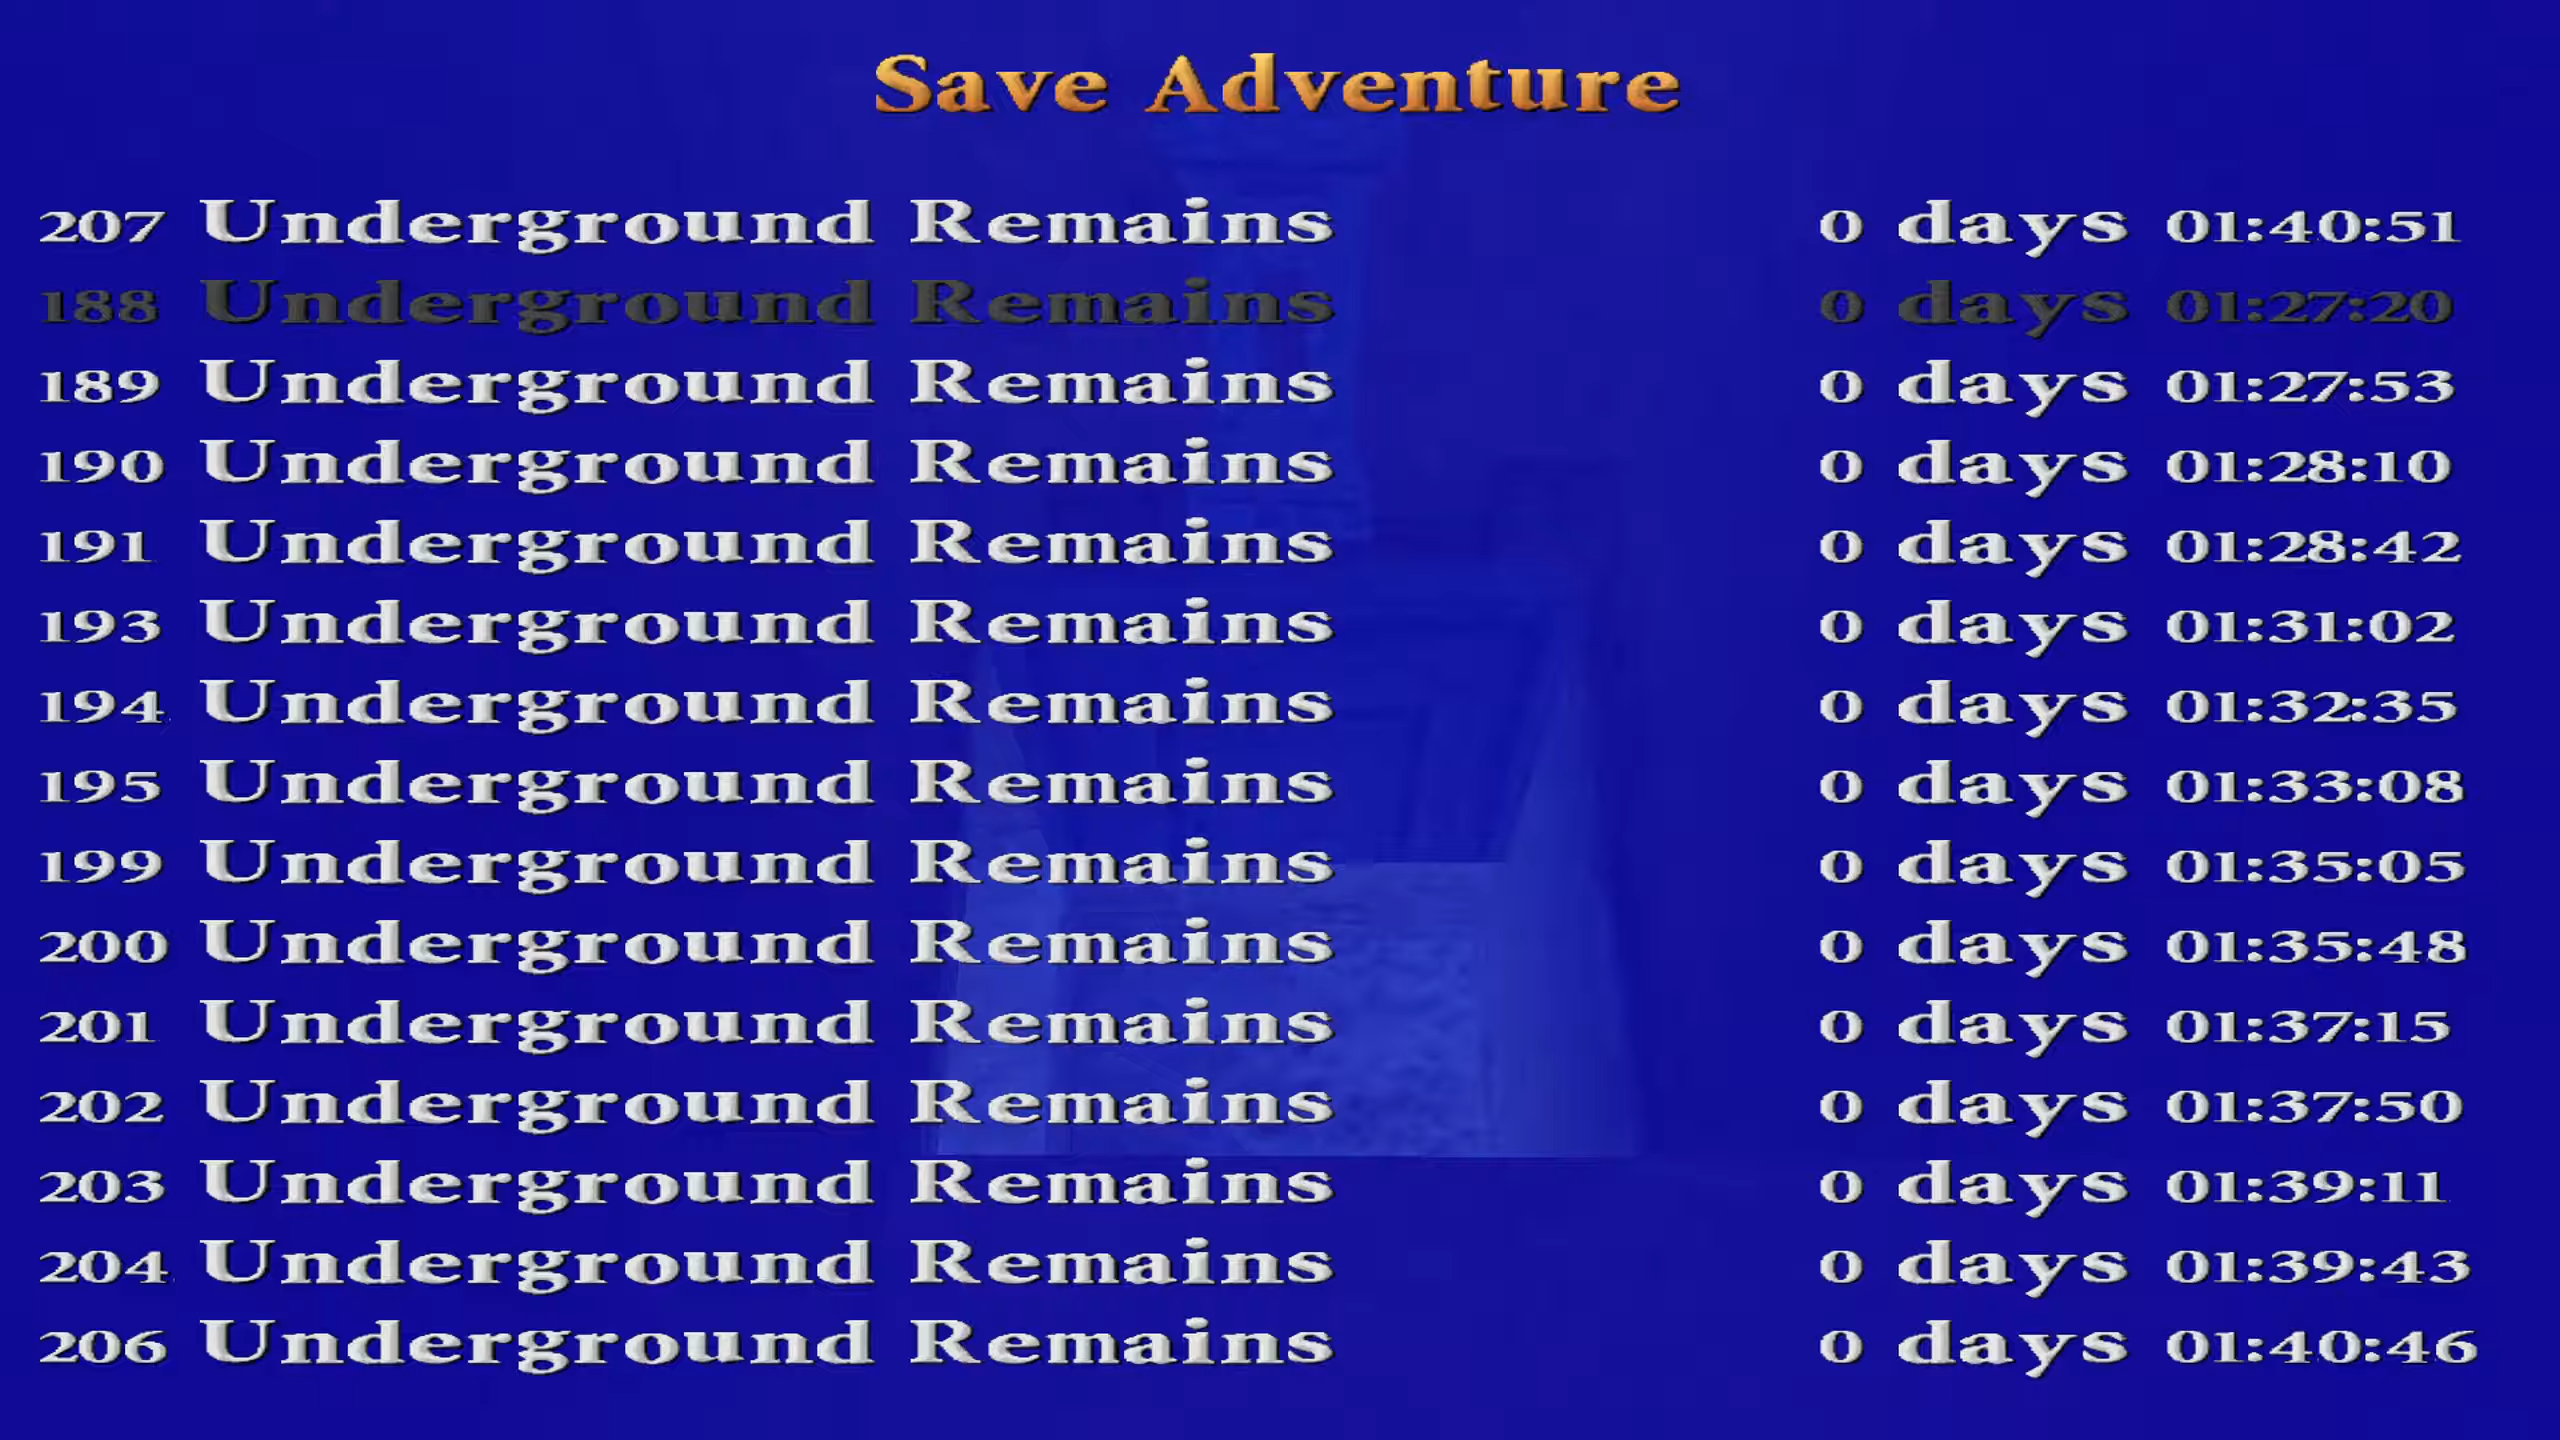 Save Adventure
207 Underground Remains 0 days 01:40:51
188 Underground Remains 0 days 01:27:20
189 Underground Remains 0 days 01:27:53
190 Underground Remains 0 days 01:28:10
191 Underground Remains 0 days 01:28:42
193 Underground Remains 0 days 01:31:02
194 Underground Remains 0 days 01:32:35
195 Underground Remains 0 days 01:33:08
199 Underground Remains 0 days 01:35:05
200 Underground Remains 0 days 01:35:48
201 Underground Remains 0 days 01:37:15
202 Underground Remains 0 days 01:37:50
203 Underground Remains 0 days 01:39:11
204 Underground Remains 0 days 01:39:43
206 Underground Remains 0 days 01:40:46